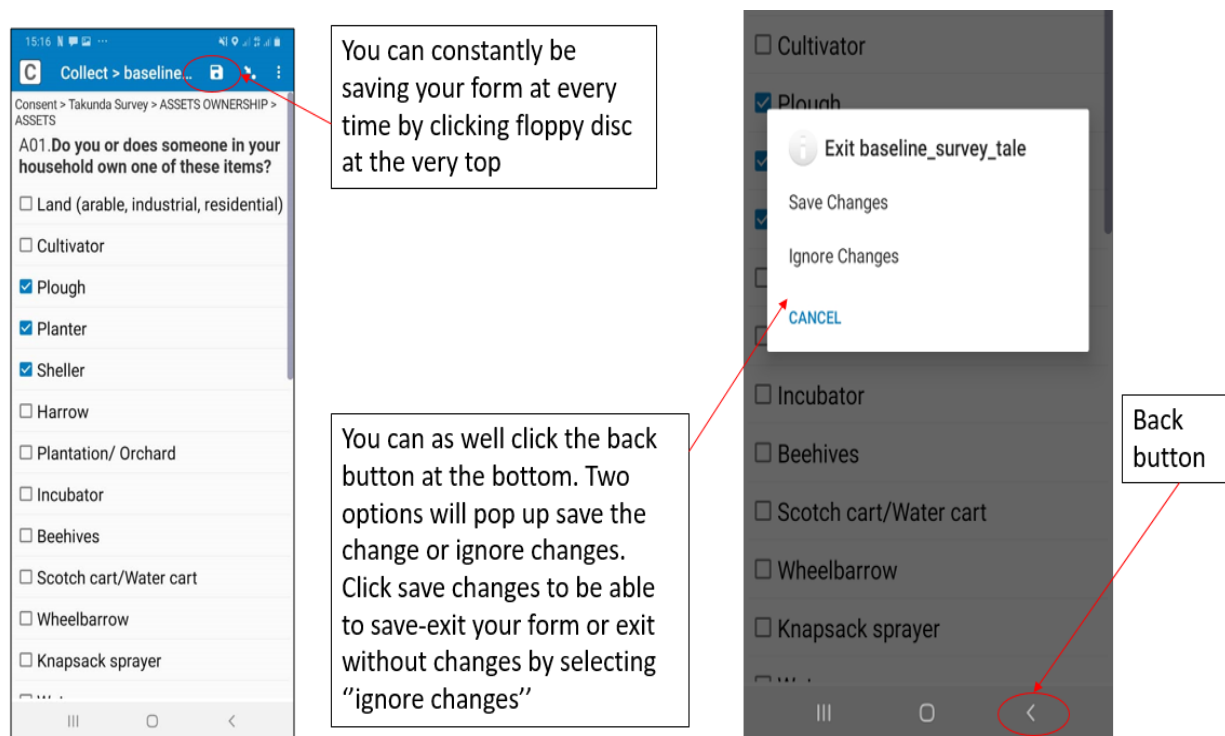 15:16
C Collect > baseline...
Consent > Takunda Survey > ASSETS OWNERSHIP >
ASSETS
A01.Do you or does someone in your
household own one of these items?
Land (arable, industrial, residential)
Cultivator
Plough
Planter
Sheller
Harrow
Plantation/ Orchard
Incubator
Beehives
Scotch cart/Water cart
Wheelbarrow
Knapsack sprayer
You can constantly be
saving your form at every
time by clicking floppy disc
at the very top
You can as well click the back
button at the bottom. Two
options will pop up save the
change or ignore changes.
Click save changes to be able
to save-exit your form or exit
without changes by selecting
‘’ignore changes’’
Cultivator
Plough
Exit baseline_survey_tale
Save Changes
Ignore Changes
CANCEL
Incubator
Beehives
Scotch cart/Water cart
Wheelbarrow
Knapsack sprayer
Back
button